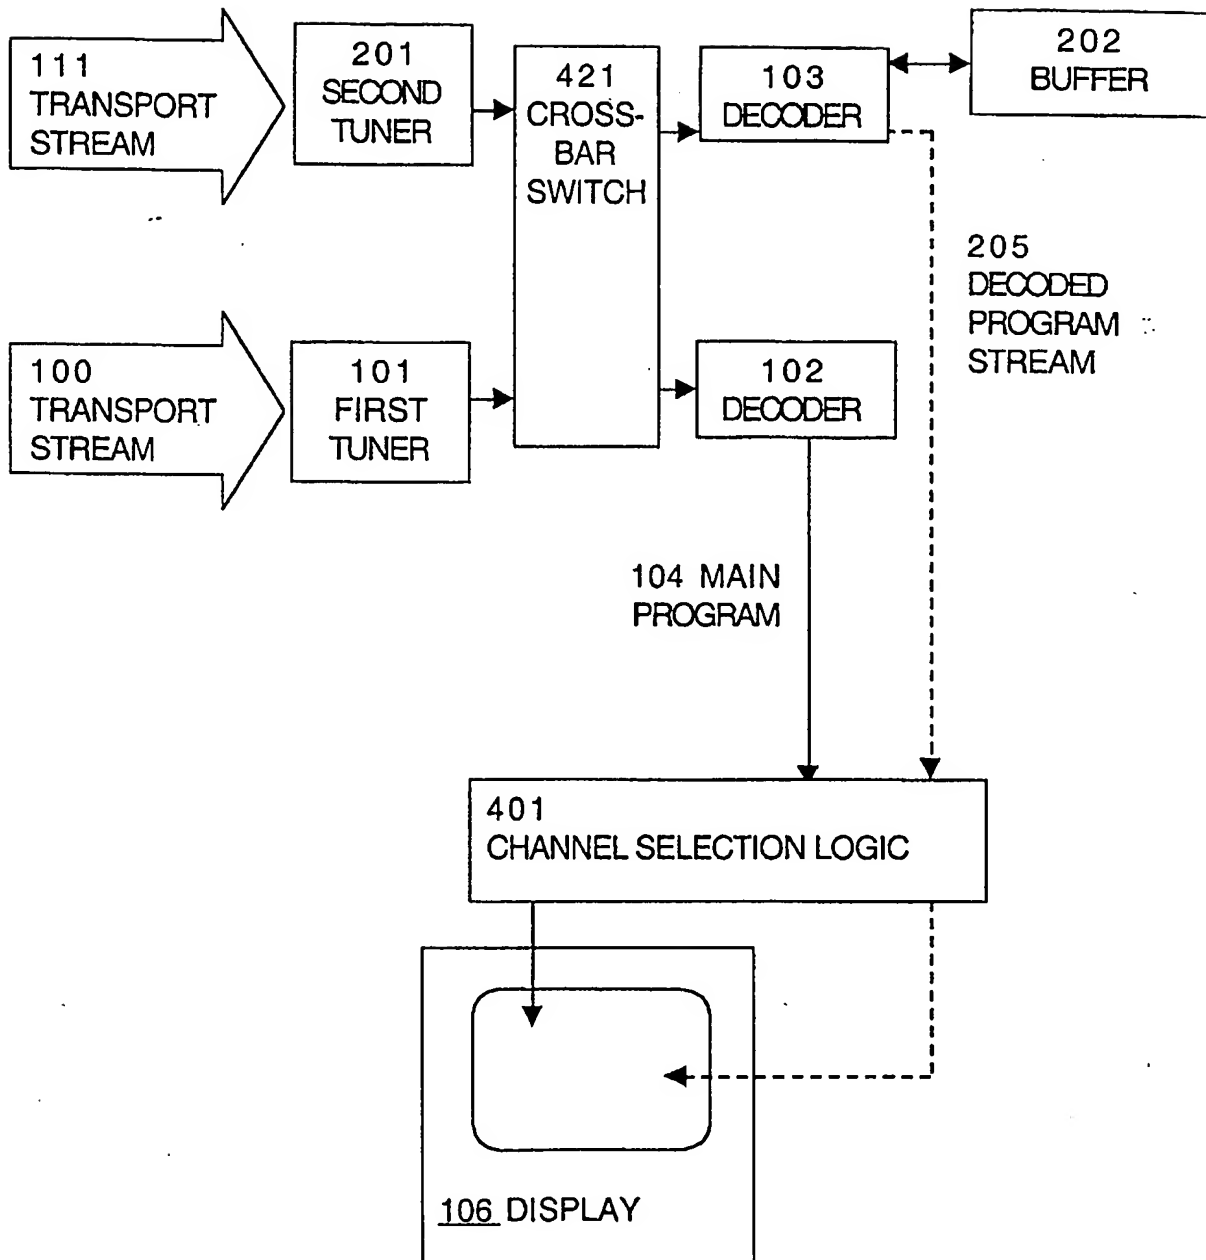 111
TRANSPORT
STREAM
201
SECOND
TUNER
421
CROSS-
BAR
SWITCH
103
DECODER
202
BUFFER
205
DECODED
PROGRAM
STREAM
100
TRANSPORT
STREAM
101
FIRST
TUNER
102
DECODER
104 MAIN
PROGRAM
401
CHANNEL SELECTION LOGIC
106 DISPLAY